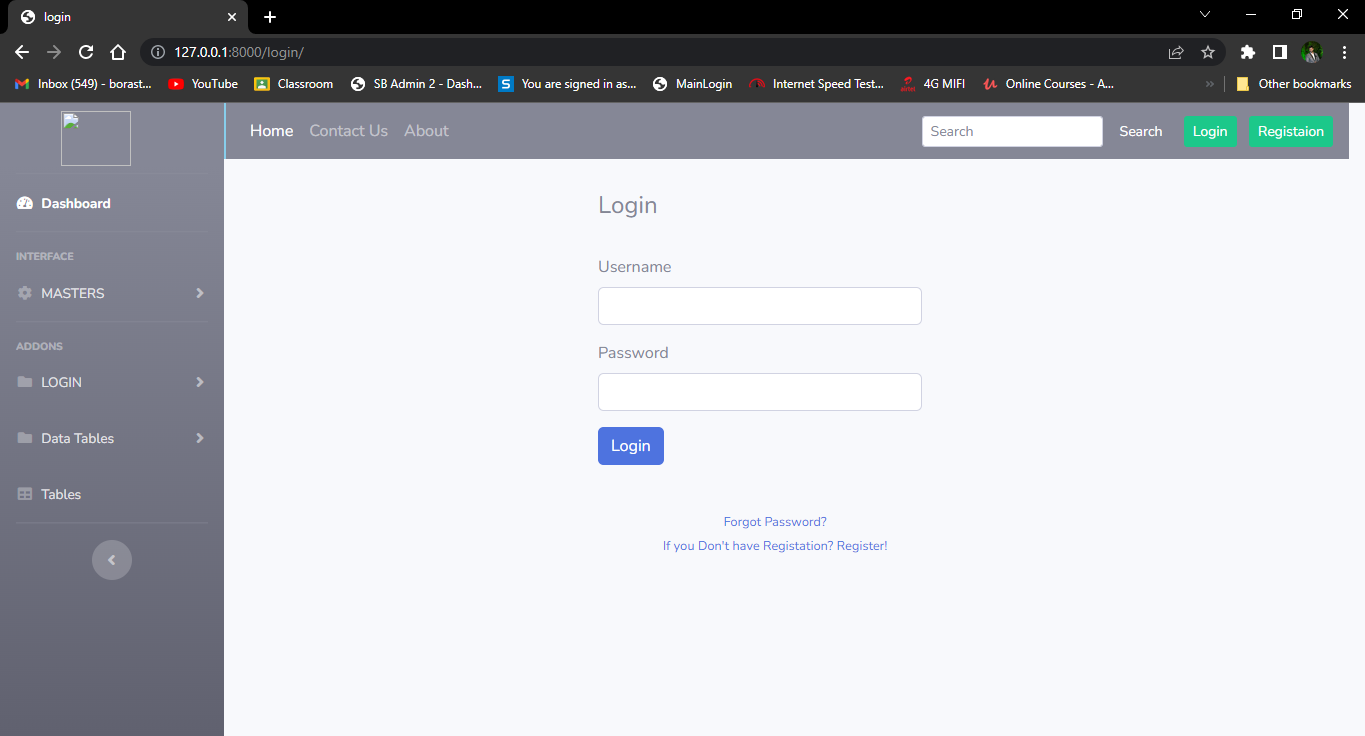 login
127.0.0.1:8000/login/
Inbox (549) - borast... YouTube Classroom SB Admin 2 - Dash... You are signed in as... MainLogin Internet Speed Test... 4G MIFI Online Courses - A... » Other bookmarks
Home Contact Us About Search Search Login Registaion
Dashboard
INTERFACE
MASTERS
ADDONS
LOGIN
Data Tables
Tables
Login
Username
Password
Login
Forgot Password?
If you Don't have Registation? Register!